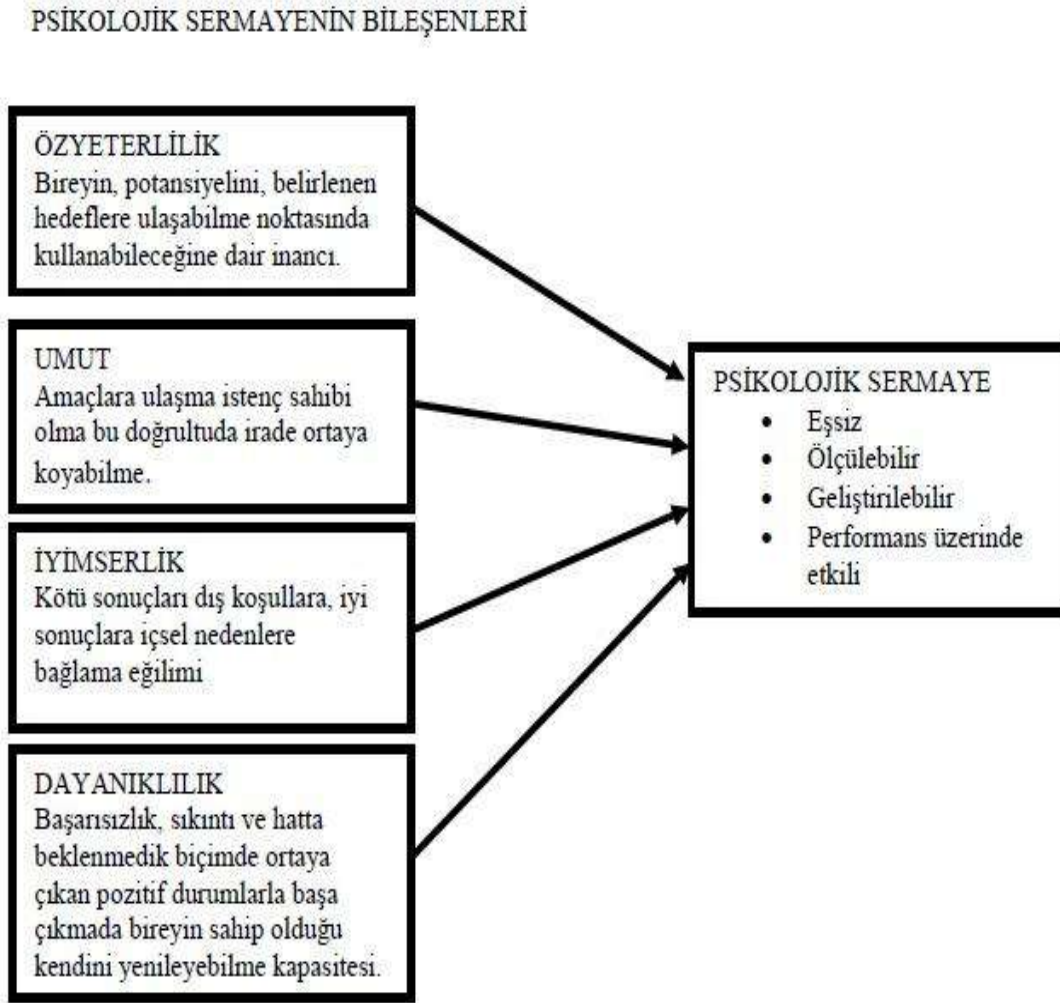 PSİKOLOJİK SERMAYENİN BİLEŞENLERİ
ÖZYETERLİLİK
Bireyin, potansiyelini, belirlenen
hedeflere ulaşabilme noktasında
kullanabileceğine dair inancı.
UMUT
Amaçlara ulaşma istenç sahibi
olma bu doğrultuda irade ortaya
koyabilme.
İYİMSERLİK
Kötü sonuçları dış koşullara, iyi
sonuçlara içsel nedenlere
bağlama eğilimi
DAYANIKLILIK
Başarısızlık, sıkıntı ve hatta
beklenmedik biçimde ortaya
çıkan pozitif durumlarla başa
çıkmada bireyin sahip olduğu
kendini yenileyebilme kapasitesi.
PSİKOLOJİK SERMAYE
• Eşsiz
• Ölçülebilir
• Geliştirilebilir
• Performans üzerinde
etkili